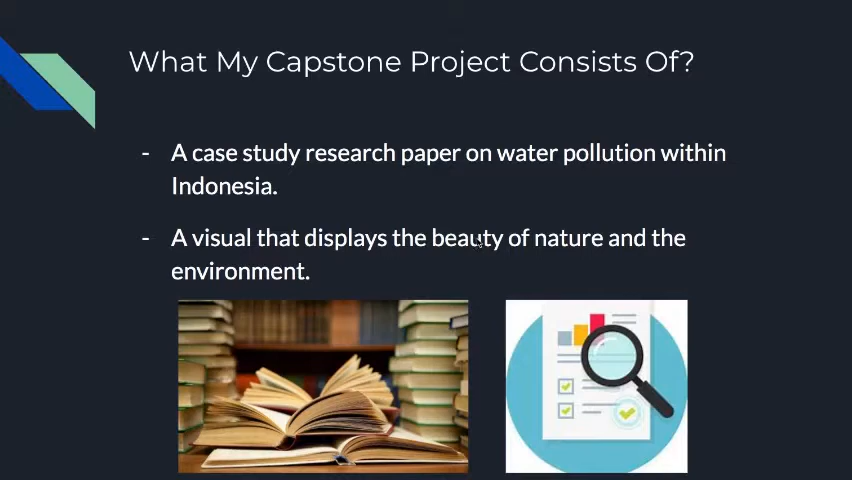 What My Capstone Project Consists Of?
- A case study research paper on water pollution within
Indonesia.
- A visual that displays the beauty of nature and the
environment.